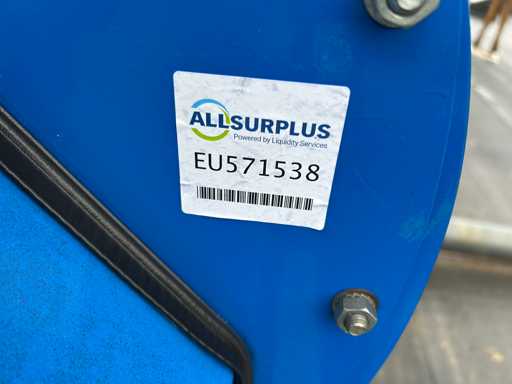 ALLSURPLUS
Powered by Liquidity Services
EU571538